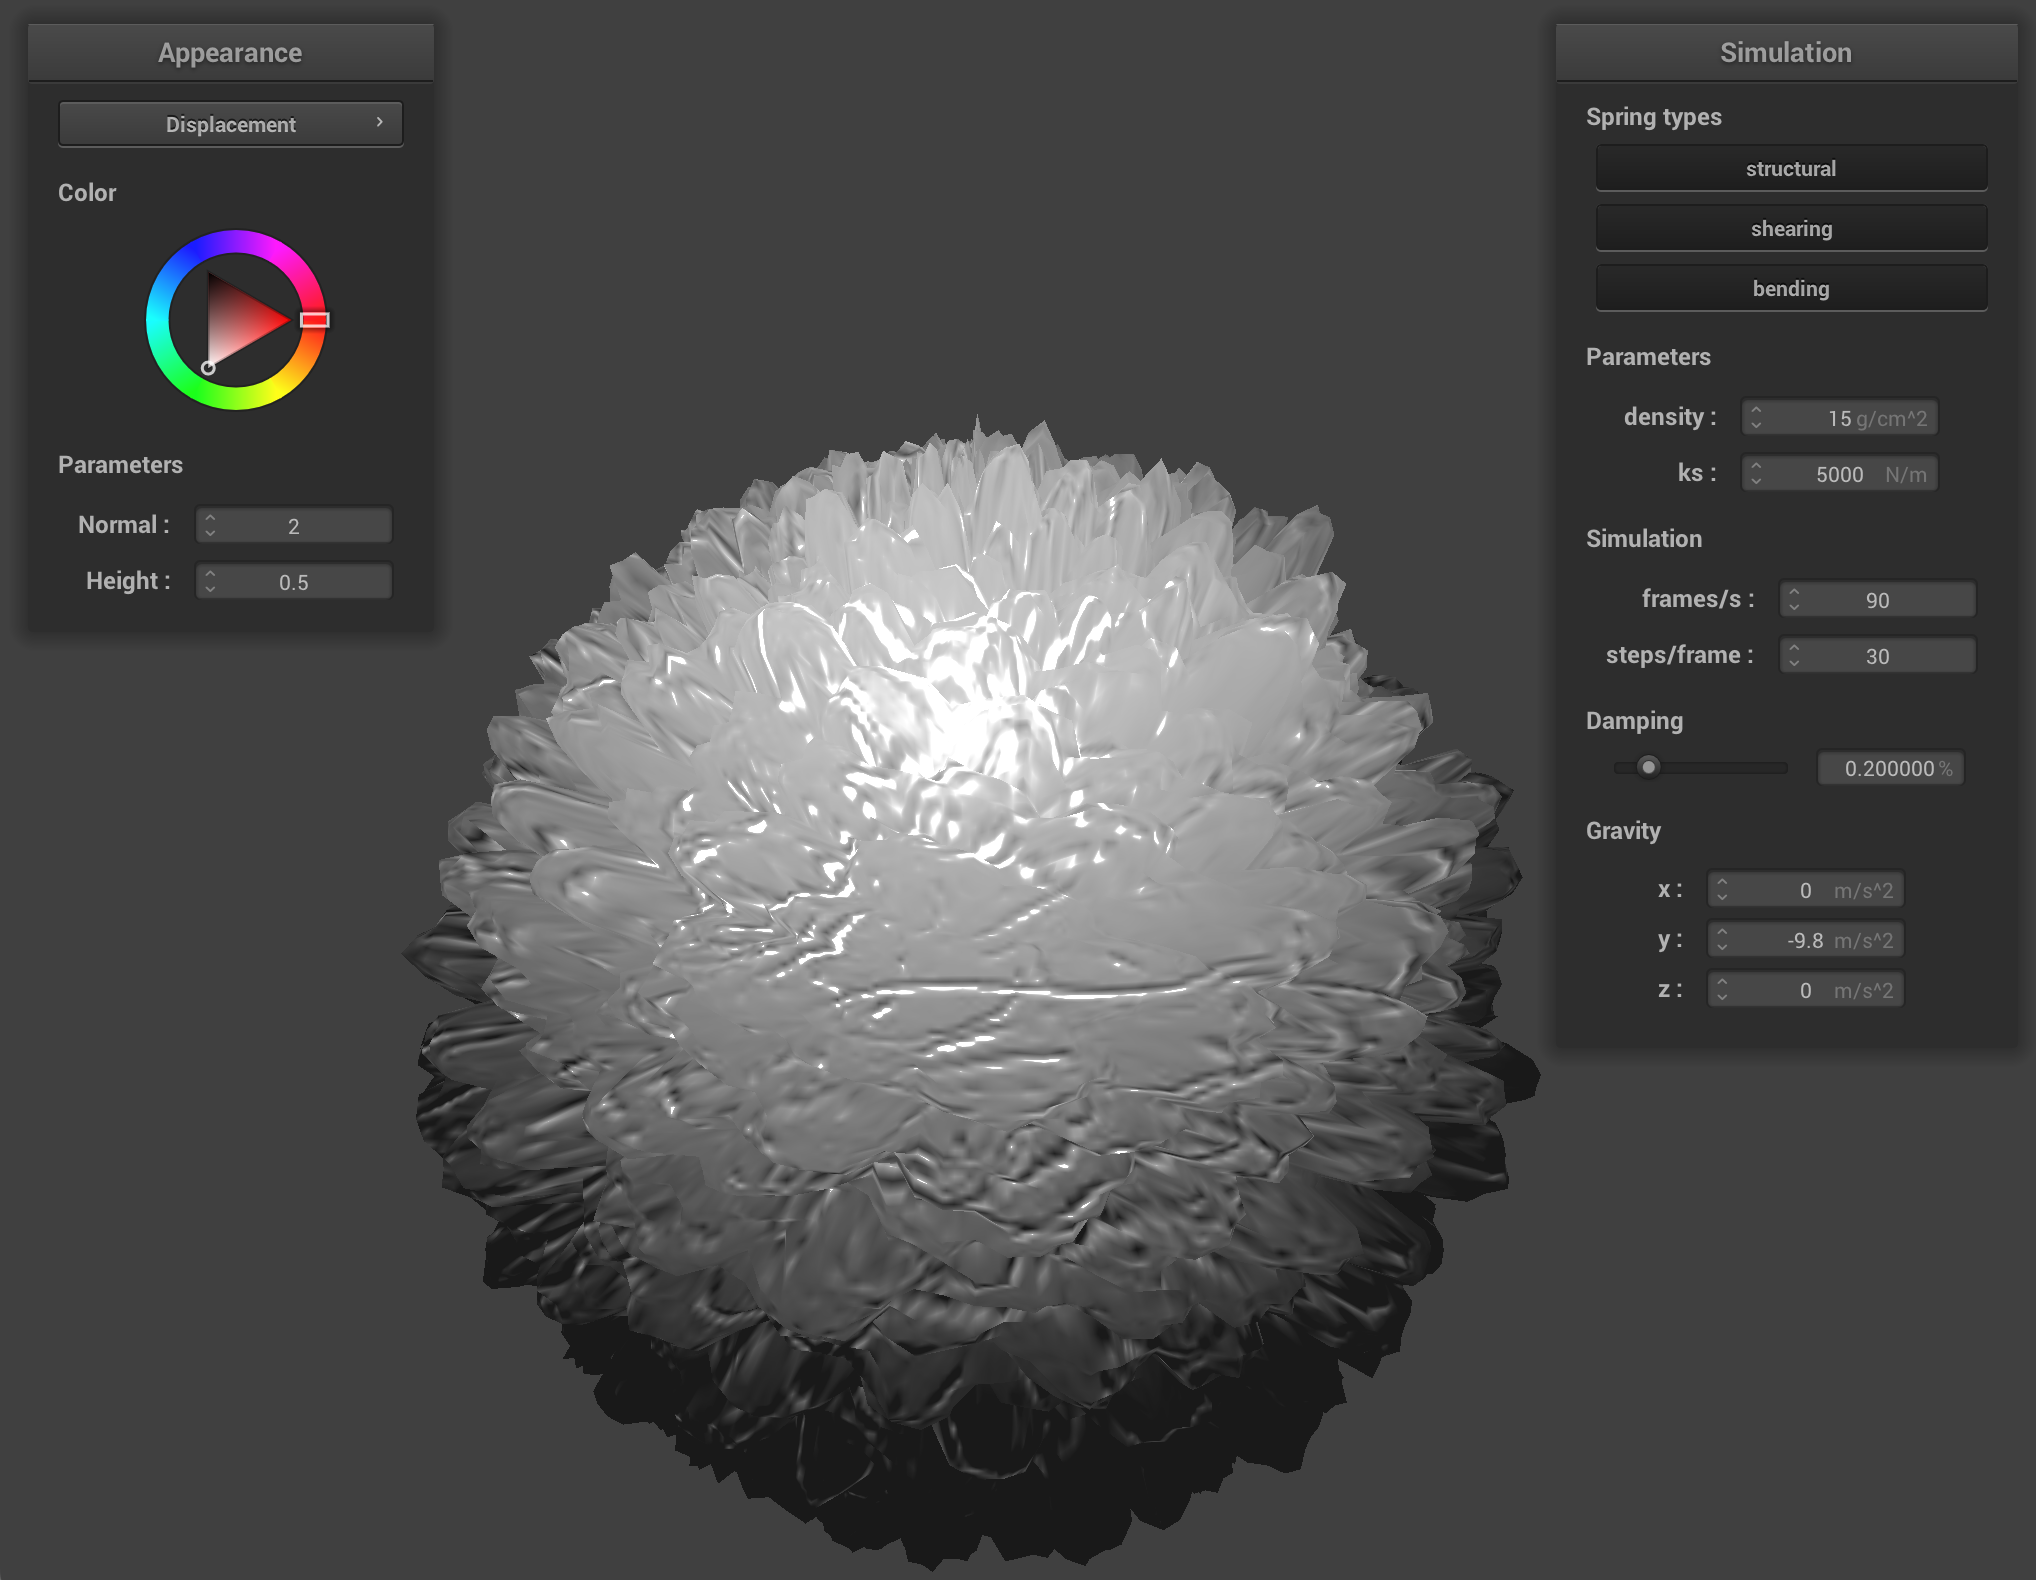 Appearance
Displacement
Color
Parameters
Normal : 2
Height : 0.5
Simulation
Spring types
structural
shearing
bending
Parameters
density : 15 g/cm^2
ks : 5000 N/m
Simulation
frames/s : 90
steps/frame : 30
Damping
0.200000 %
Gravity
x : 0 m/s^2
y : -9.8 m/s^2
z : 0 m/s^2